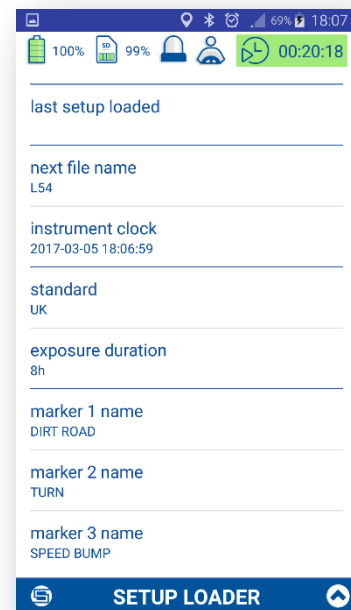 69% 18:07
100% SD 99% 00:20:18
last setup loaded
next file name
L54
instrument clock
2017-03-05 18:06:59
standard
UK
exposure duration
8h
marker 1 name
DIRT ROAD
marker 2 name
TURN
marker 3 name
SPEED BUMP
SETUP LOADER